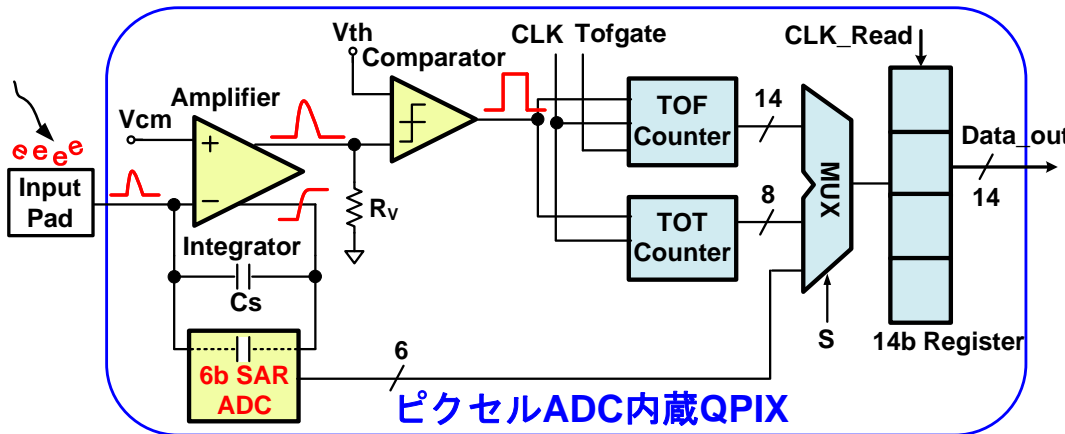 Vth
CLK
Tofgate
CLK_Read
Comparator
Amplifier
Vcm
e e e e
Input
Pad
+
−
RV
Integrator
Cs
6b SAR
ADC
TOF
Counter
14
TOT
Counter
8
6
MUX
S
Data_out
14
14b Register
ピクセルADC内蔵QPIX